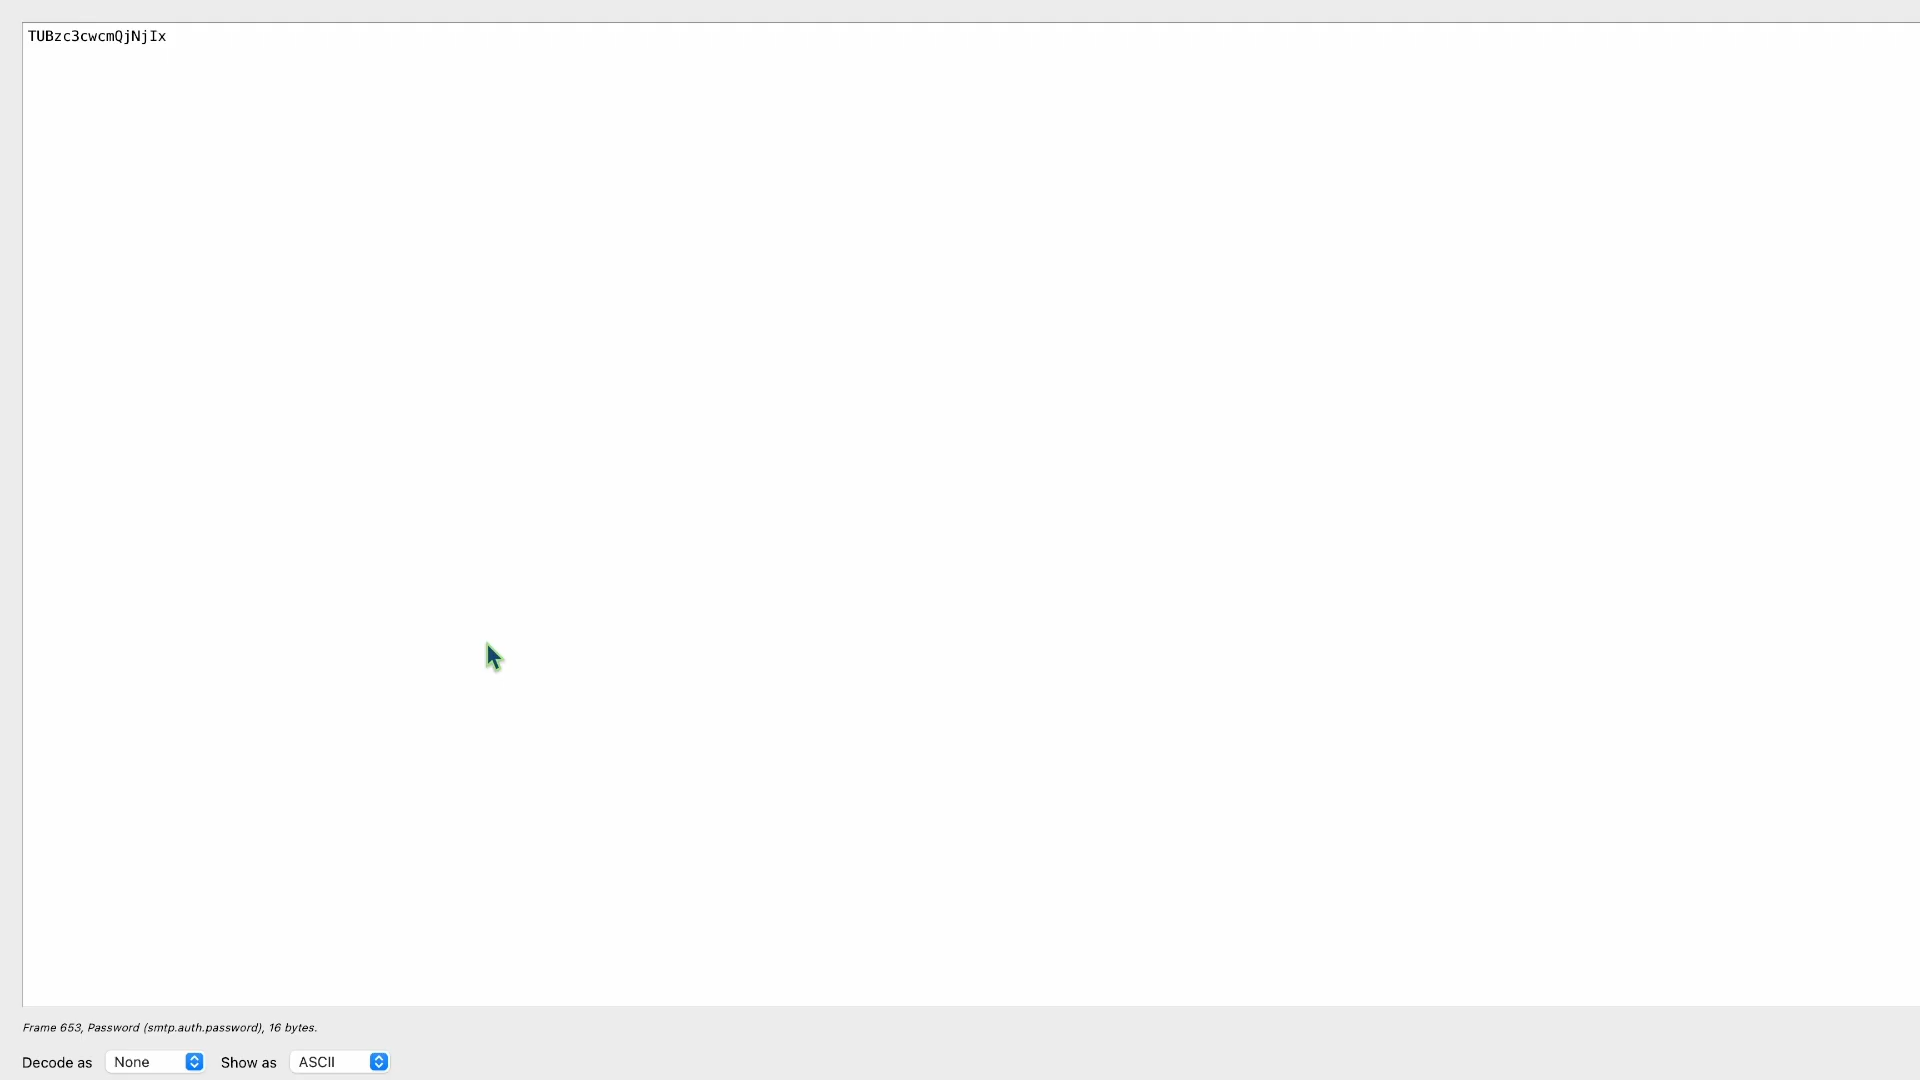 TUBzc3cwcmQjNjIx
Frame 653, Password (smtp.auth.password), 16 bytes.
Decode as None Show as ASCII